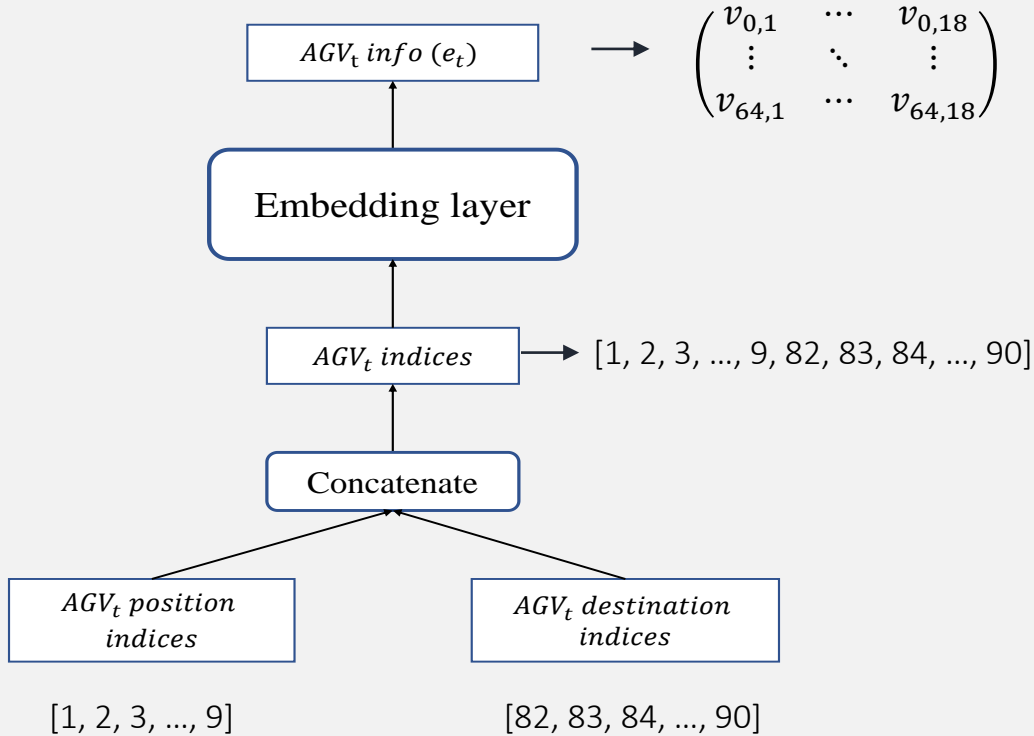 AGVₜ info (eₜ)
v₀,₁ ⋯ v₀,₁₈
⋮ ⋱ ⋮
v₆₄,₁ ⋯ v₆₄,₁₈
Embedding layer
AGVₜ indices
[1, 2, 3, ..., 9, 82, 83, 84, ..., 90]
Concatenate
AGVₜ position
indices
AGVₜ destination
indices
[1, 2, 3, ..., 9]
[82, 83, 84, ..., 90]